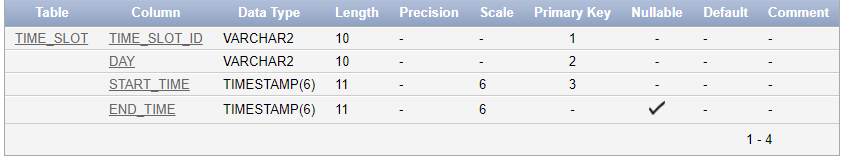 Table Column Data Type Length Precision Scale Primary Key Nullable Default Comment
TIME_SLOT TIME_SLOT_ID VARCHAR2 10 - - 1 - - -
DAY VARCHAR2 10 - - 2 - - -
START_TIME TIMESTAMP(6) 11 - 6 3 - - -
END_TIME TIMESTAMP(6) 11 - 6 - ✓ - -
1 - 4